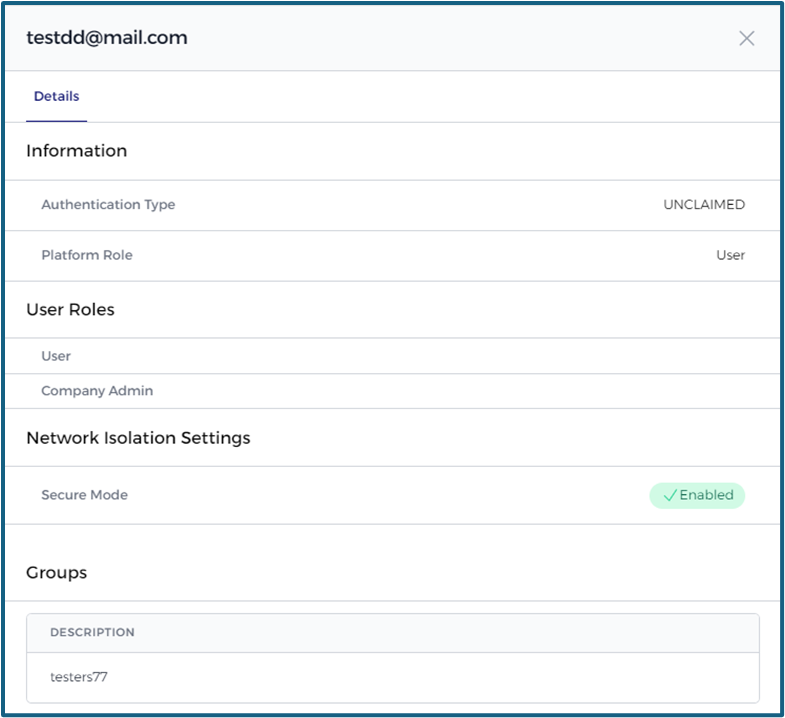 testdd@mail.com
Details
Information
Authentication Type UNCLAIMED
Platform Role User
User Roles
User
Company Admin
Network Isolation Settings
Secure Mode Enabled
Groups
DESCRIPTION
testers77